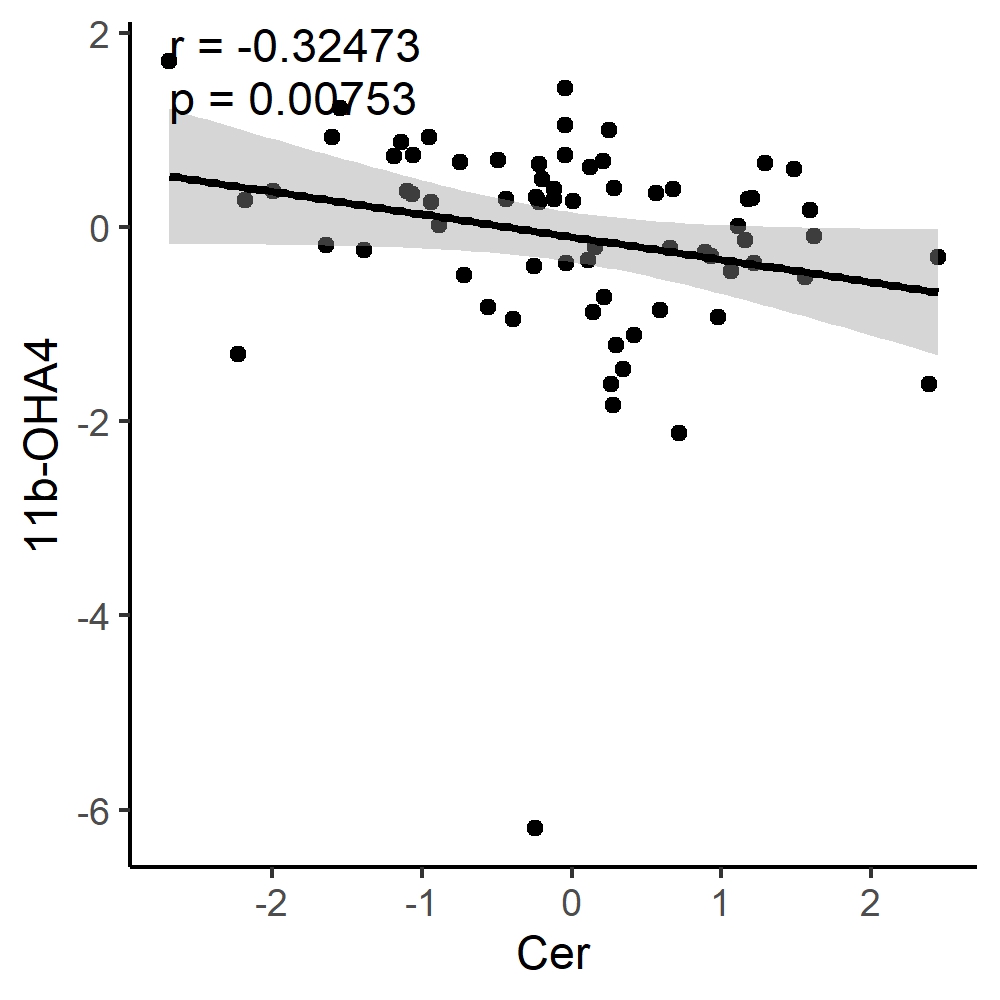 r = -0.32473
p = 0.00753
2
0
-2
-4
-6
11b-OHA4
-2
-1
0
1
2
Cer